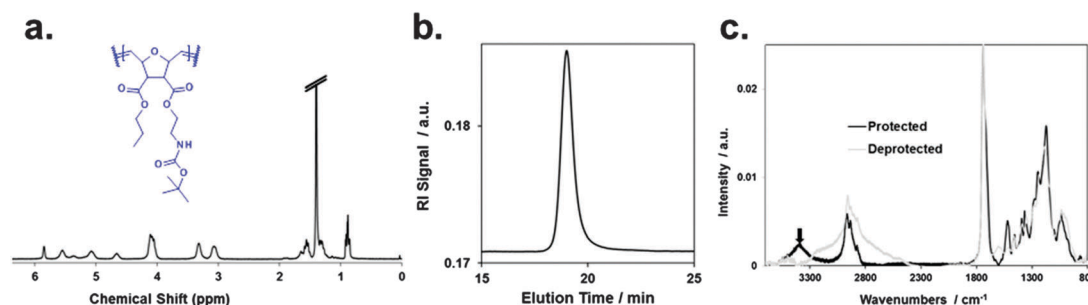 a.
O
O
O
O
O
NH
O
O
6
5
4
3
2
1
0
Chemical Shift (ppm)
b.
RI Signal / a.u.
0.18
0.17
15
20
25
Elution Time / min
c.
Intensity / a.u.
0.02
0.01
0
Protected
Deprotected
3300
2800
2300
1800
1300
800
Wavenumbers / cm-1